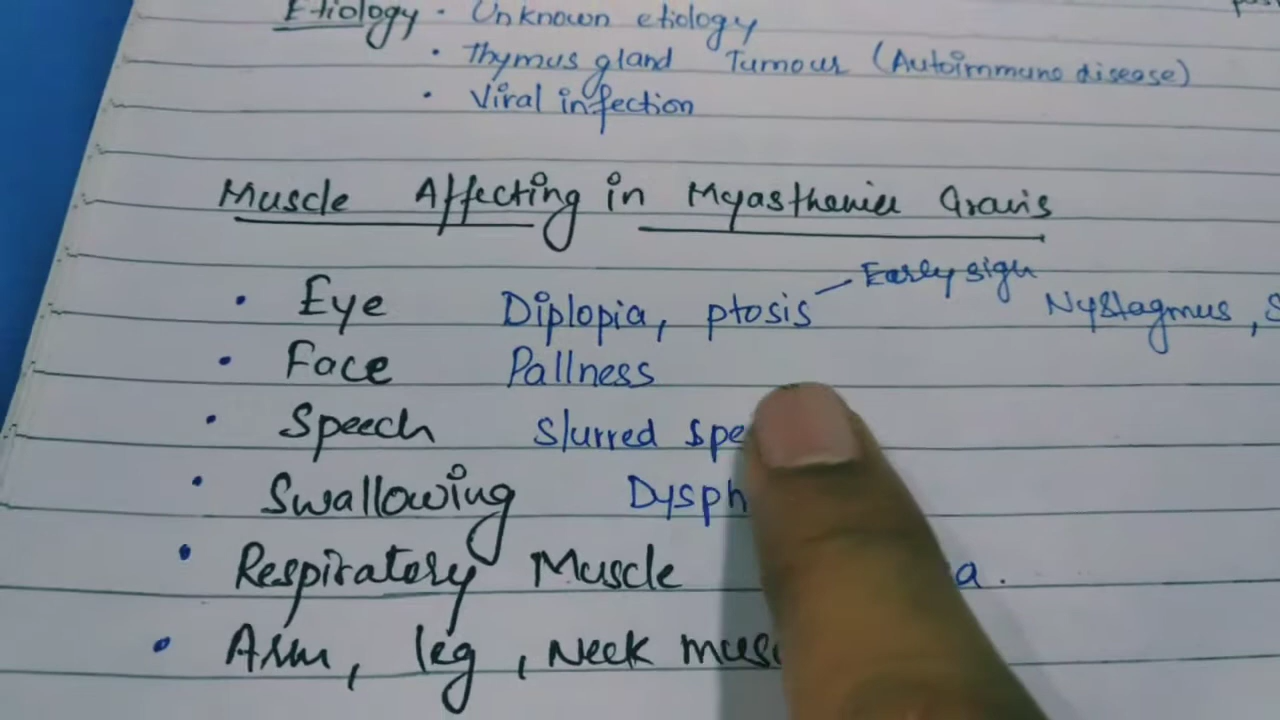 Etiology • Unknown etiology
• Thymus gland Tumour (Autoimmune disease)
• Viral infection
Muscle Affecting in Myasthenia Gravis
• Eye Diplopia, ptosis — Early sign Nystagmus, S
• Face Pallness
• Speech Slurred spe
• Swallowing Dysph
• Respiratory Muscle a.
• Arm, leg, Neck musc